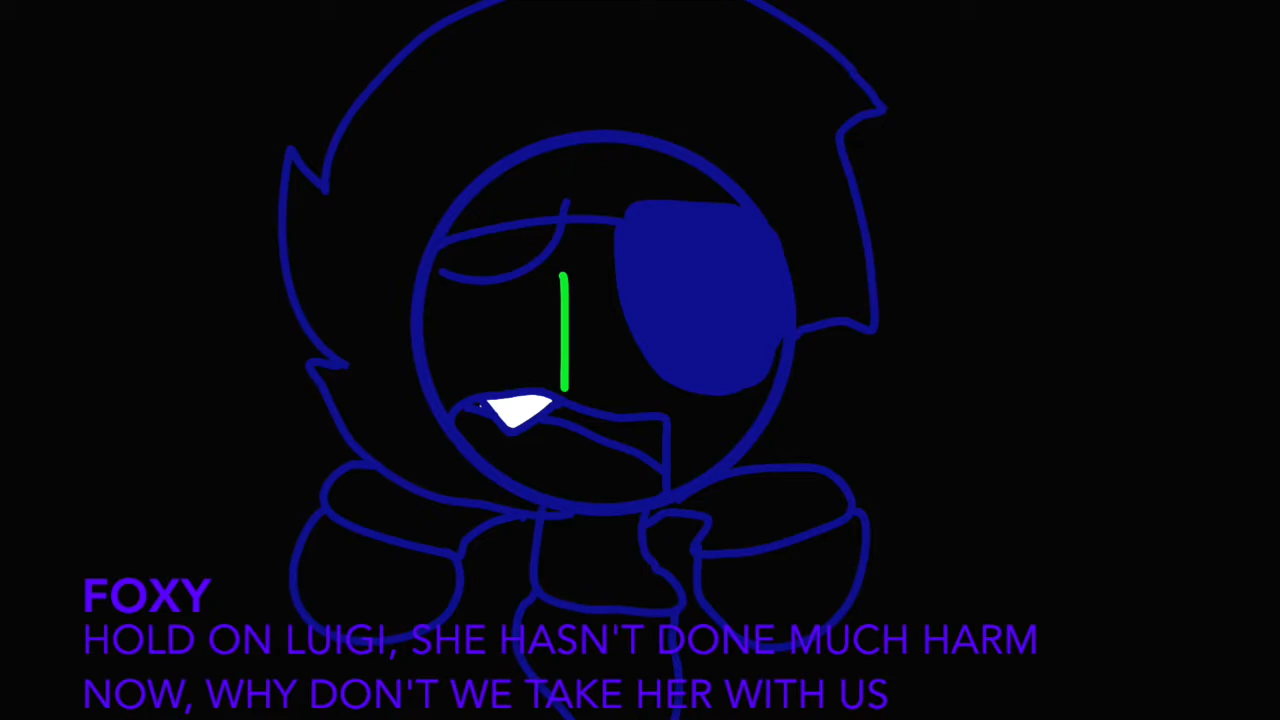 FOXY
HOLD ON LUIGI, SHE HASN'T DONE MUCH HARM
NOW, WHY DON'T WE TAKE HER WITH US